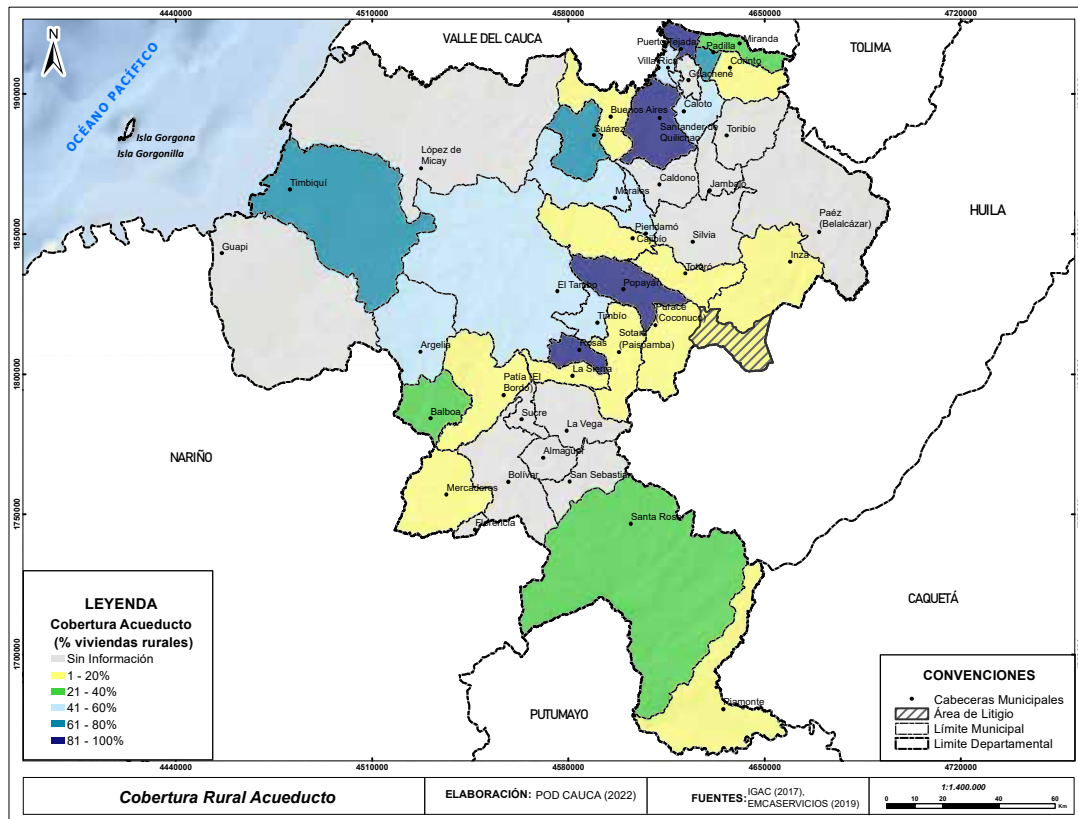 4440000
4510000
4580000
4650000
4720000
N
OCÉANO PACÍFICO
VALLE DEL CAUCA
TOLIMA
Puerto Tejada
Miranda
Padilla
Villa Rica
Corinto
Guachené
1900000
1900000
Buenos Aires
Caloto
Isla Gorgona
Isla Gorgonilla
Suárez
Santander de
Quilichao
Toribío
López de
Micay
Timbiquí
Caldono
Jambaló
Morales
HUILA
Paéz
(Belalcázar)
1850000
1850000
Guapi
Piendamó
Cajibío
Silvia
Inza
Totoró
El Tambo
Popayán
Timbío
Puracé
(Coconuco)
Argelia
Rosas
Sotara
(Paispamba)
1800000
1800000
La Sierra
Patía (El
Bordo)
Balboa
Sucre
La Vega
NARIÑO
Almaguer
Bolívar
San Sebastián
Mercaderes
1750000
1750000
Florencia
Santa Rosa
LEYENDA
Cobertura Acueducto
(% viviendas rurales)
Sin Información
1 - 20%
21 - 40%
41 - 60%
61 - 80%
81 - 100%
CAQUETÁ
1700000
1700000
PUTUMAYO
Piamonte
CONVENCIONES
Cabeceras Municipales
Área de Litigio
Límite Municipal
Limite Departamental
4440000
4510000
4580000
4650000
4720000
Cobertura Rural Acueducto
ELABORACIÓN: POD CAUCA (2022)
FUENTES: IGAC (2017),
EMCASERVICIOS (2019)
1:1.400.000
0 10 20 40 60
Km